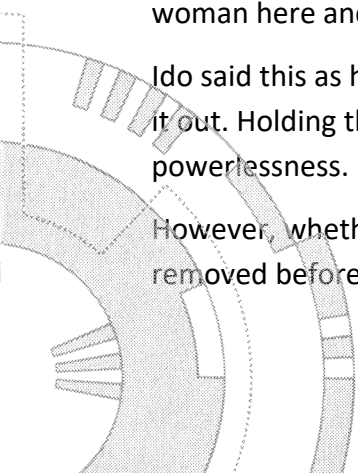 woman here and
Ido said this as h
it out. Holding th
powerlessness.
However, wheth
removed before